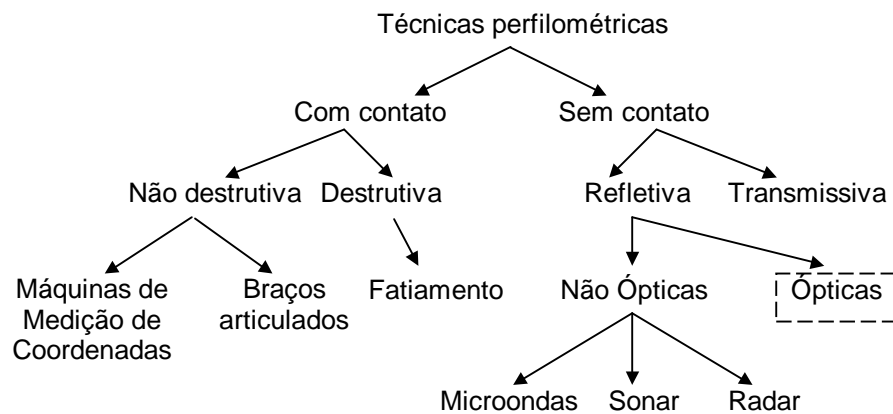 Técnicas perfilométricas
Com contato
Sem contato
Não destrutiva
Destrutiva
Refletiva
Transmissiva
Máquinas de
Medição de
Coordenadas
Braços
articulados
Fatiamento
Não Ópticas
Ópticas
Microondas
Sonar
Radar